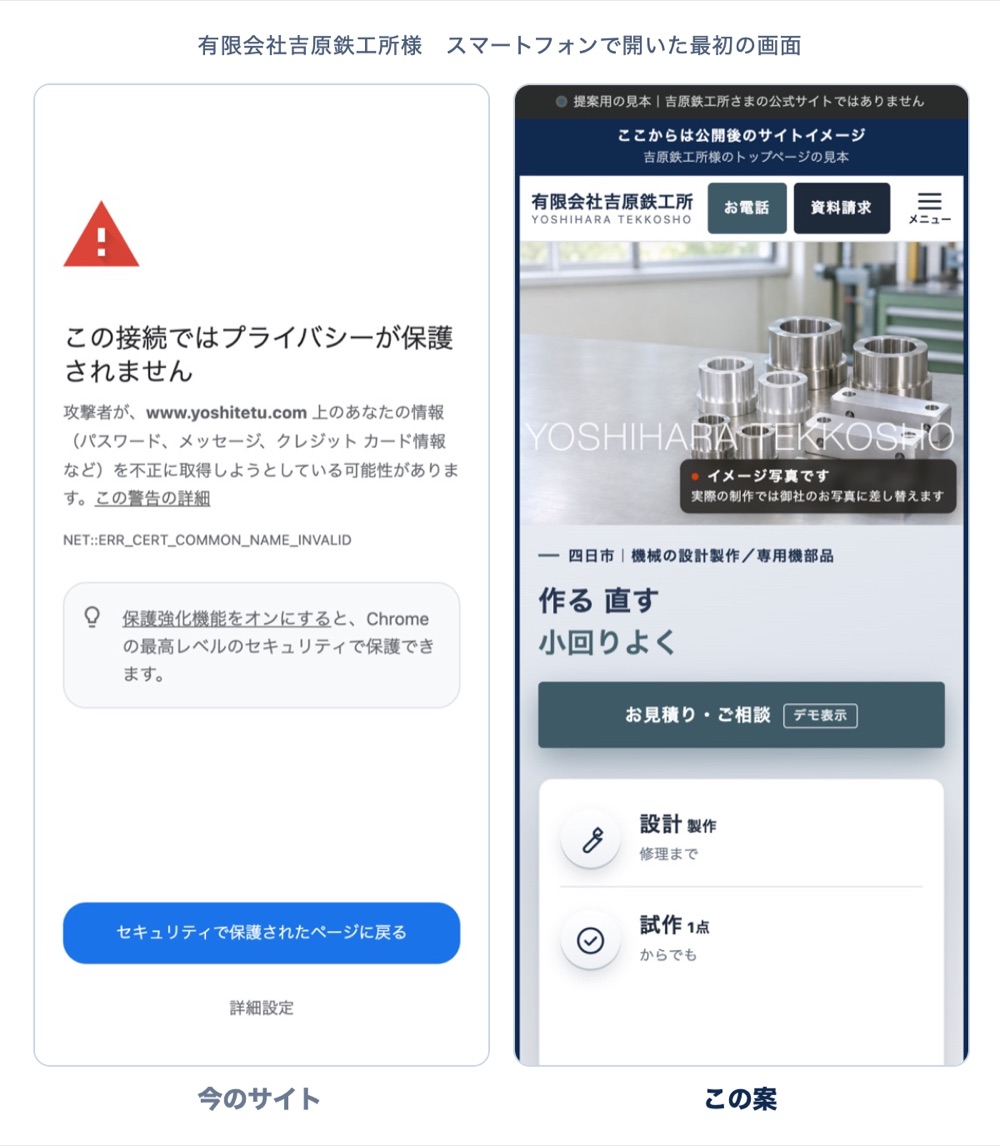 有限会社吉原鉄工所様　スマートフォンで開いた最初の画面
この接続ではプライバシーが保護
されません
攻撃者が、www.yoshitetu.com 上のあなたの情報
（パスワード、メッセージ、クレジット カード情報
など）を不正に取得しようとしている可能性がありま
す。この警告の詳細
NET::ERR_CERT_COMMON_NAME_INVALID
保護強化機能をオンにすると、Chrome
の最高レベルのセキュリティで保護でき
ます。
セキュリティで保護されたページに戻る
詳細設定
今のサイト
提案用の見本｜吉原鉄工所さまの公式サイトではありません
ここからは公開後のサイトイメージ
吉原鉄工所様のトップページの見本
有限会社吉原鉄工所
YOSHIHARA TEKKOSHO
お電話
資料請求
メニュー
YOSHIHARA TEKKOSHO
イメージ写真です
実際の制作では御社のお写真に差し替えます
四日市｜機械の設計製作／専用機部品
作る 直す
小回りよく
お見積り・ご相談 デモ表示
設計 製作
修理まで
試作 1点
からでも
この案